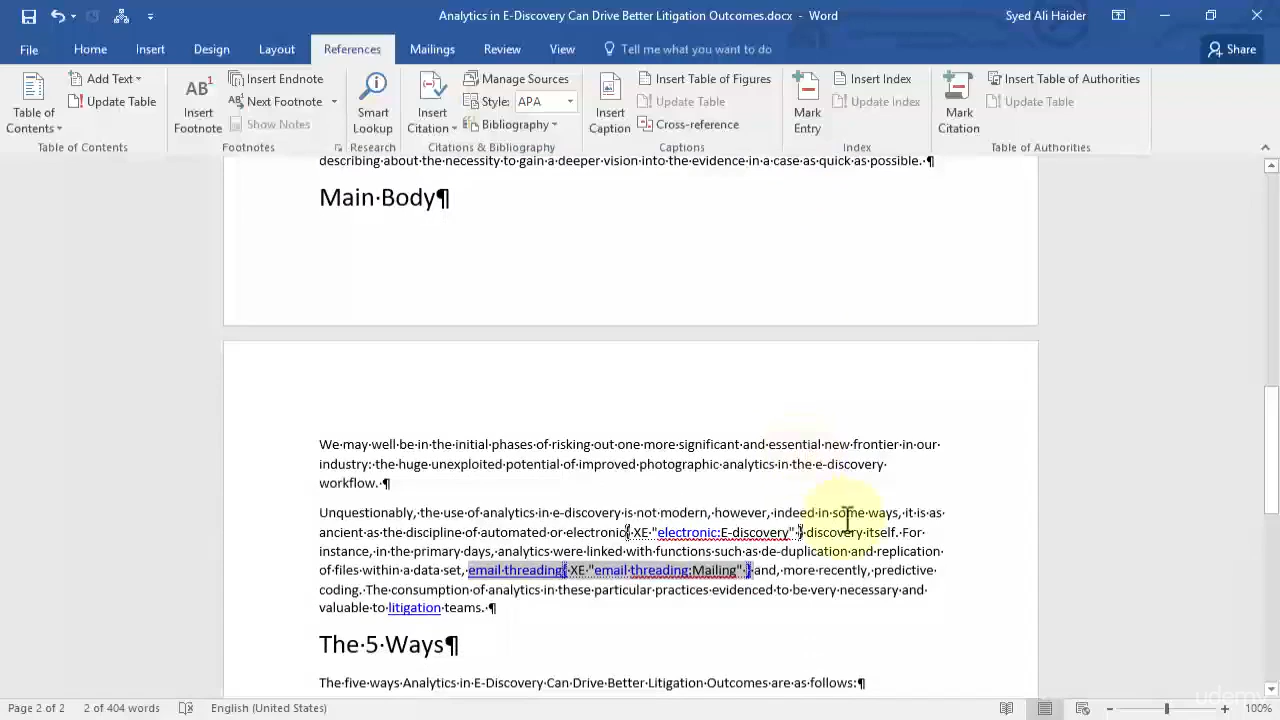 Analytics in E-Discovery Can Drive Better Litigation Outcomes.docx - Word
Syed Ali Haider
File Home Insert Design Layout References Mailings Review View Tell me what you want to do Share
Table of Contents
Add Text
Update Table
Table of Contents
AB1
Insert Footnote
Insert Endnote
Next Footnote
Show Notes
Footnotes
Smart Lookup
Research
Insert Citation
Manage Sources
Style: APA
Bibliography
Citations & Bibliography
Insert Caption
Insert Table of Figures
Update Table
Cross-reference
Captions
Mark Entry
Insert Index
Update Index
Index
Mark Citation
Insert Table of Authorities
Update Table
Table of Authorities
describing·about·the·necessity·to·gain·a·deeper·vision·into·the·evidence·in·a·case·as·quick·as·possible.·¶
Main·Body¶
We·may·well·be·in·the·initial·phases·of·risking·out·one·more·significant·and·essential·new·frontier·in·our·
industry:·the·huge·unexploited·potential·of·improved·photographic·analytics·in·the·e-discovery·
workflow.·¶
Unquestionably,·the·use·of·analytics·in·e-discovery·is·not·modern,·however,·indeed·in·some·ways,·it·is·as·
ancient·as·the·discipline·of·automated·or·electronic{·XE·"electronic:E-discovery"·}·discovery·itself.·For·
instance,·in·the·primary·days,·analytics·were·linked·with·functions·such·as·de-duplication·and·replication·
of·files·within·a·data·set,·email·threading{·XE·"email·threading:Mailing"·}·and,·more·recently,·predictive·
coding.·The·consumption·of·analytics·in·these·particular·practices·evidenced·to·be·very·necessary·and·
valuable·to·litigation·teams.·¶
The·5·Ways¶
The·five·ways·Analytics·in·E-Discovery·Can·Drive·Better·Litigation·Outcomes·are·as·follows:¶
udemy
Page 2 of 2 2 of 404 words English (United States) 100%